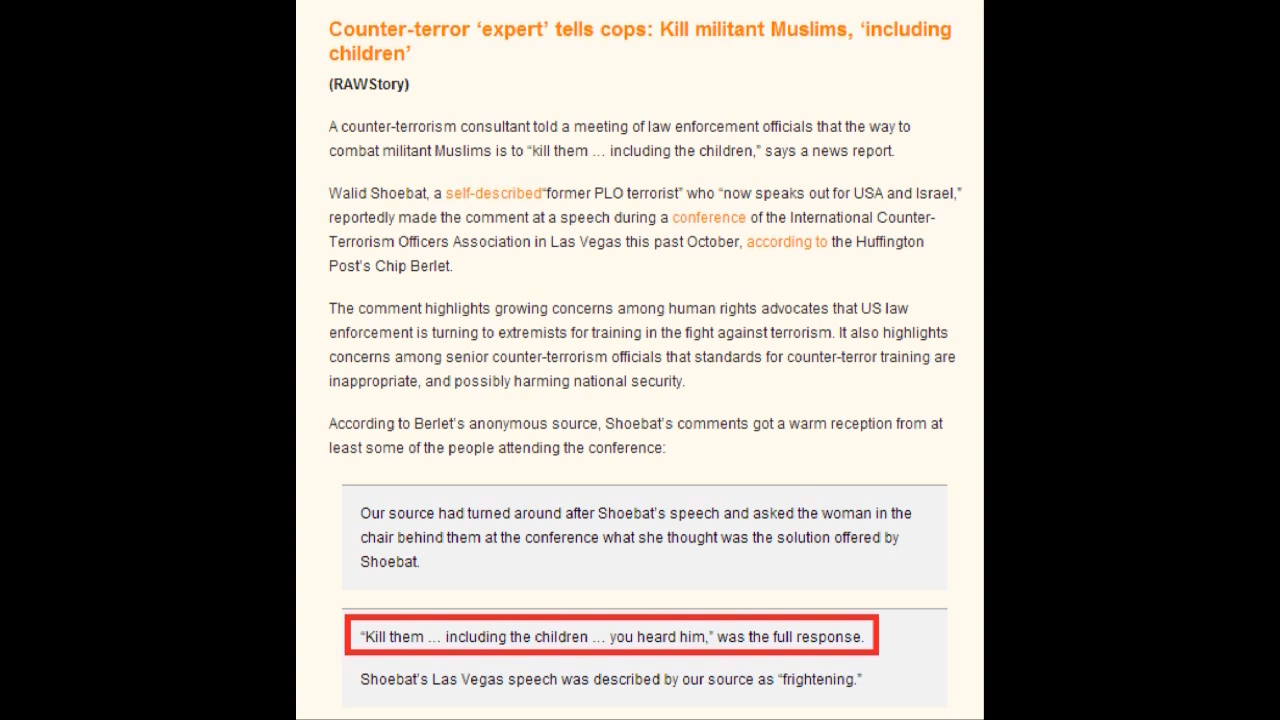 Counter-terror ‘expert’ tells cops: Kill militant Muslims, ‘including
children’
(RAWStory)
A counter-terrorism consultant told a meeting of law enforcement officials that the way to
combat militant Muslims is to “kill them ... including the children,” says a news report.
Walid Shoebat, a self-described“former PLO terrorist” who “now speaks out for USA and Israel,”
reportedly made the comment at a speech during a conference of the International Counter-
Terrorism Officers Association in Las Vegas this past October, according to the Huffington
Post’s Chip Berlet.
The comment highlights growing concerns among human rights advocates that US law
enforcement is turning to extremists for training in the fight against terrorism. It also highlights
concerns among senior counter-terrorism officials that standards for counter-terror training are
inappropriate, and possibly harming national security.
According to Berlet’s anonymous source, Shoebat’s comments got a warm reception from at
least some of the people attending the conference:
Our source had turned around after Shoebat’s speech and asked the woman in the
chair behind them at the conference what she thought was the solution offered by
Shoebat.
“Kill them ... including the children ... you heard him,” was the full response.
Shoebat’s Las Vegas speech was described by our source as “frightening.”